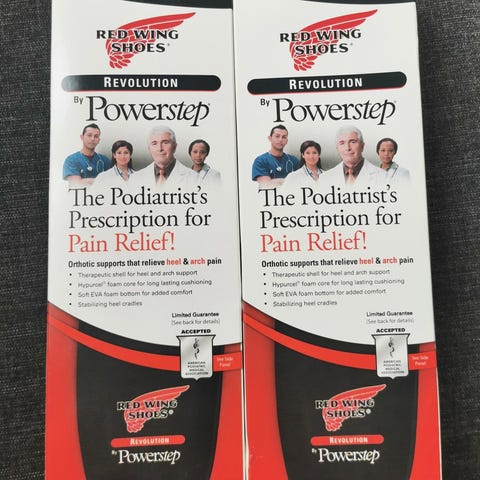 RED WING
SHOES®
REVOLUTION
By Powerstep®
The Podiatrist's
Prescription for
Pain Relief!
Orthotic supports that relieve heel & arch pain
• Therapeutic shell for heel and arch support
• Hypurcel™ foam core for long lasting cushioning
• Soft EVA foam bottom for added comfort
• Stabilizing heel cradles
Limited Guarantee
(See back for details)
ACCEPTED
AMERICAN
PODIATRIC
MEDICAL
ASSOCIATION
See Side
Panel
RED WING
SHOES®
REVOLUTION
By Powerstep
RED WING
SHOES®
REVOLUTION
By Powerstep®
The Podiatrist's
Prescription for
Pain Relief!
Orthotic supports that relieve heel & arch pain
• Therapeutic shell for heel and arch support
• Hypurcel™ foam core for long lasting cushioning
• Soft EVA foam bottom for added comfort
• Stabilizing heel cradles
Limited Guarantee
(See back for details)
ACCEPTED
AMERICAN
PODIATRIC
MEDICAL
ASSOCIATION
See Side
Panel
RED WING
SHOES®
REVOLUTION
By Powerstep